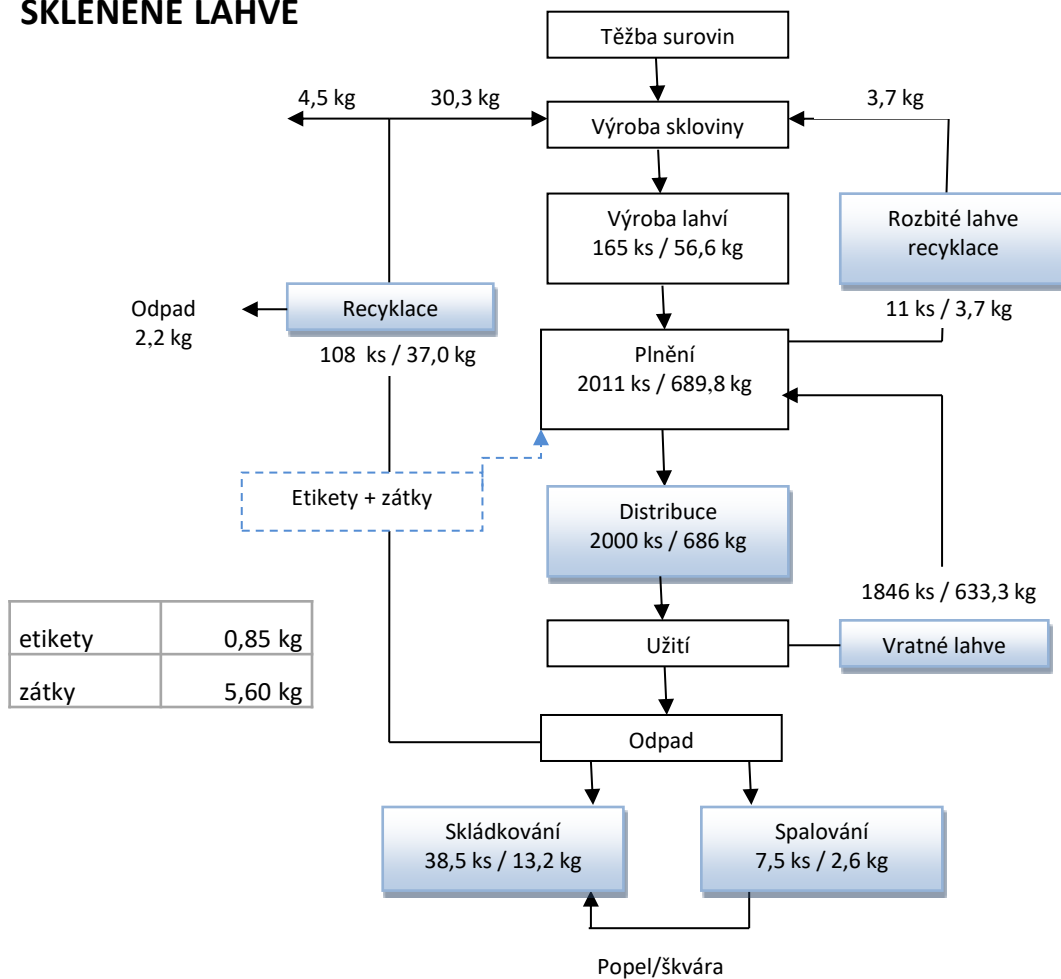 SKLENĚNÉ LAHVE
Těžba surovin
4,5 kg
30,3 kg
3,7 kg
Výroba skloviny
Výroba lahví
165 ks / 56,6 kg
Rozbité lahve
recyklace
Odpad
2,2 kg
Recyklace
108 ks / 37,0 kg
11 ks / 3,7 kg
Plnění
2011 ks / 689,8 kg
Etikety + zátky
Distribuce
2000 ks / 686 kg
1846 ks / 633,3 kg
etikety 0,85 kg
zátky 5,60 kg
Užití
Vratné lahve
Odpad
Skládkování
38,5 ks / 13,2 kg
Spalování
7,5 ks / 2,6 kg
Popel/škvára